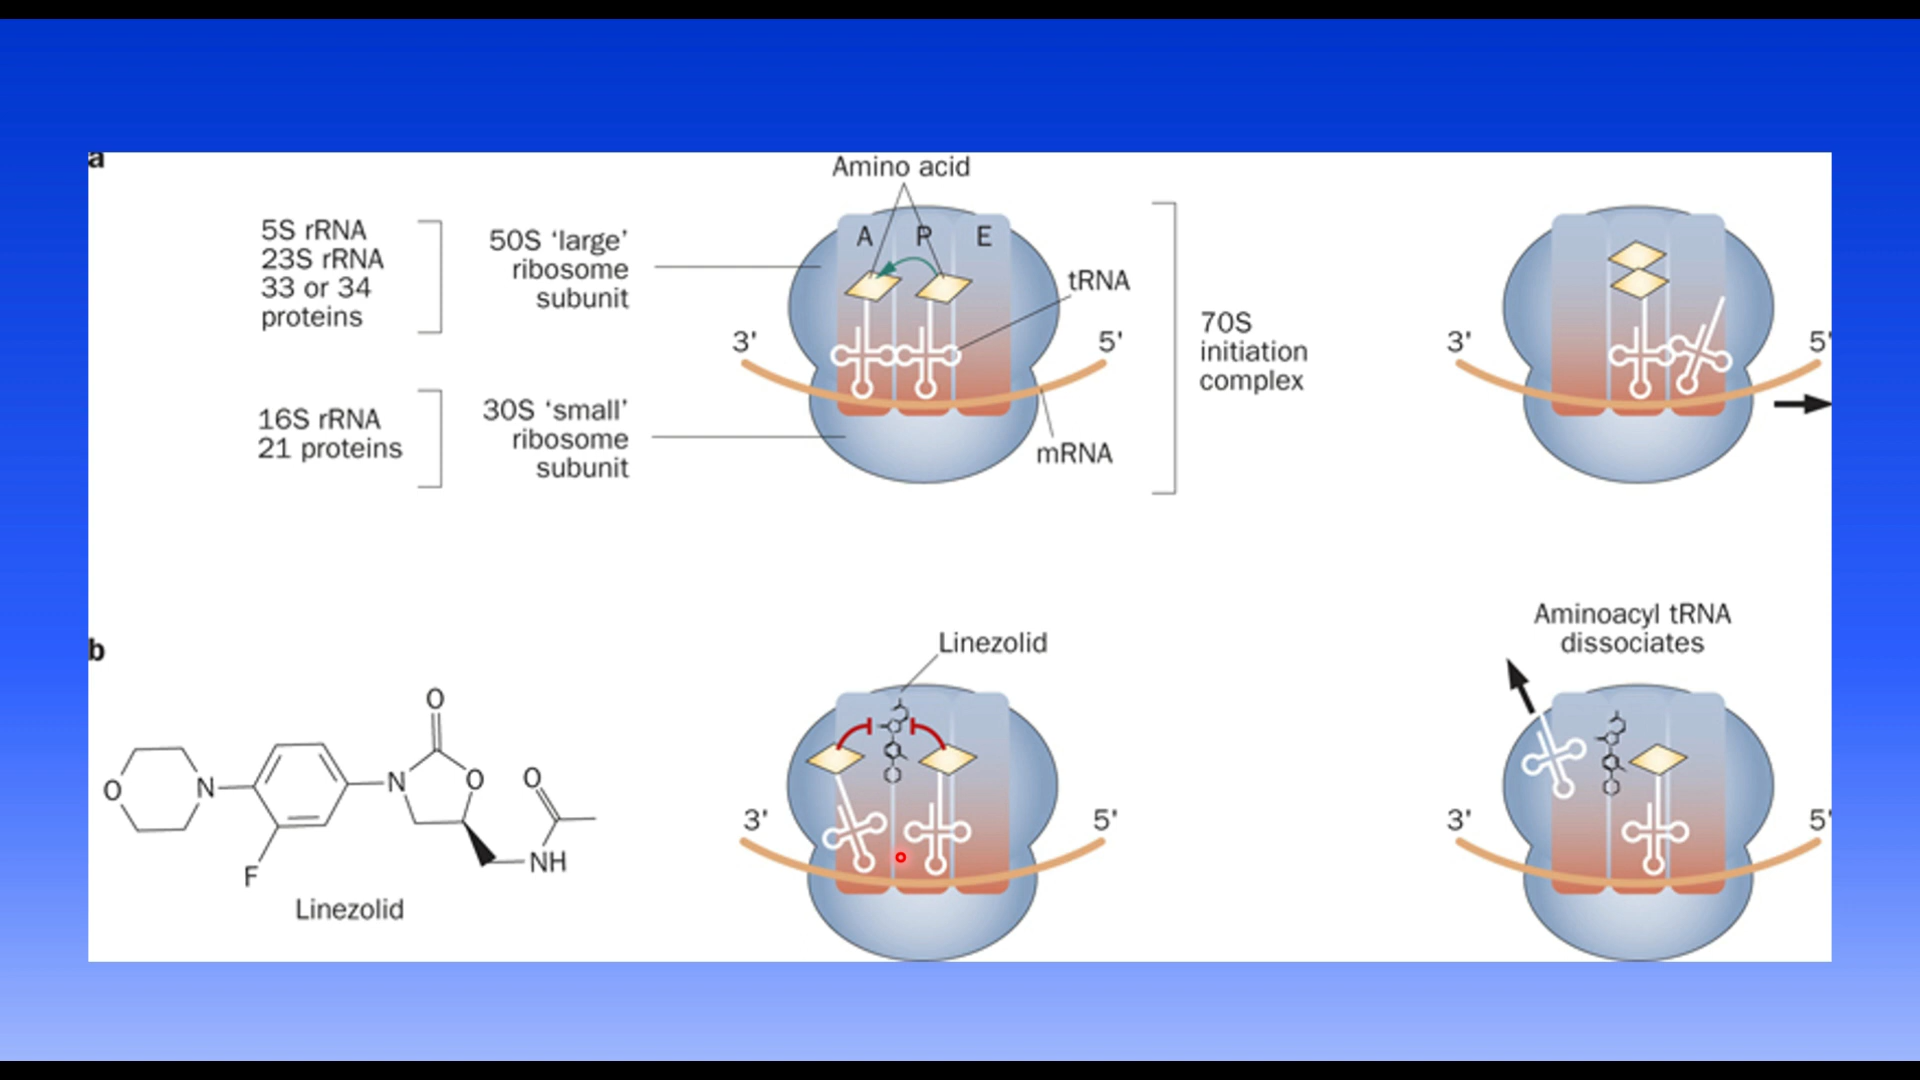 a
Amino acid
5S rRNA
23S rRNA
33 or 34
proteins
50S ‘large’
ribosome
subunit
A P E
tRNA
3' 5'
70S
initiation
complex
3' 5'
16S rRNA
21 proteins
30S ‘small’
ribosome
subunit
mRNA
b
Linezolid
Aminoacyl tRNA
dissociates
O
O N N O O
F NH
Linezolid
3' 5'
3' 5'